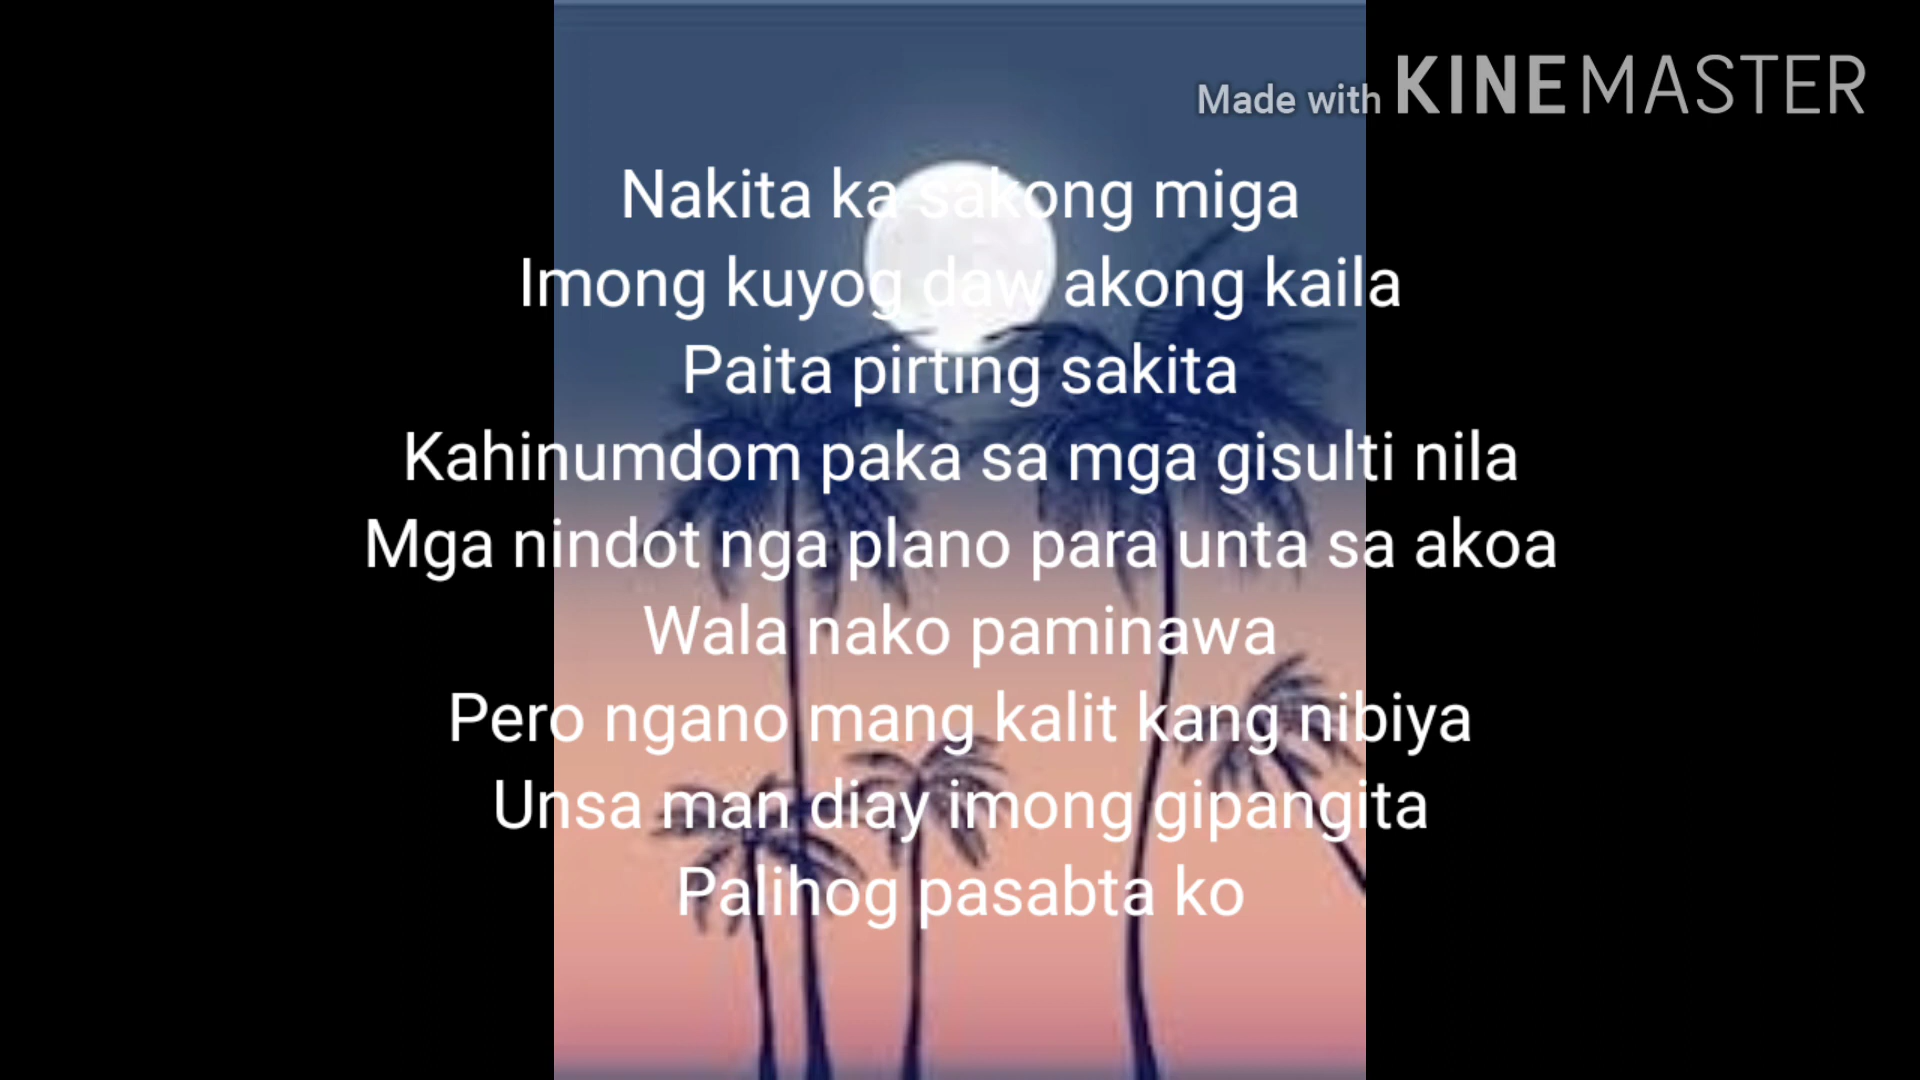 Made with KINEMASTER
Nakita ka sakong miga
Imong kuyog daw akong kaila
Paita pirting sakita
Kahinumdom paka sa mga gisulti nila
Mga nindot nga plano para unta sa akoa
Wala nako paminawa
Pero ngano mang kalit kang nibiya
Unsa man diay imong gipangita
Palihog pasabta ko